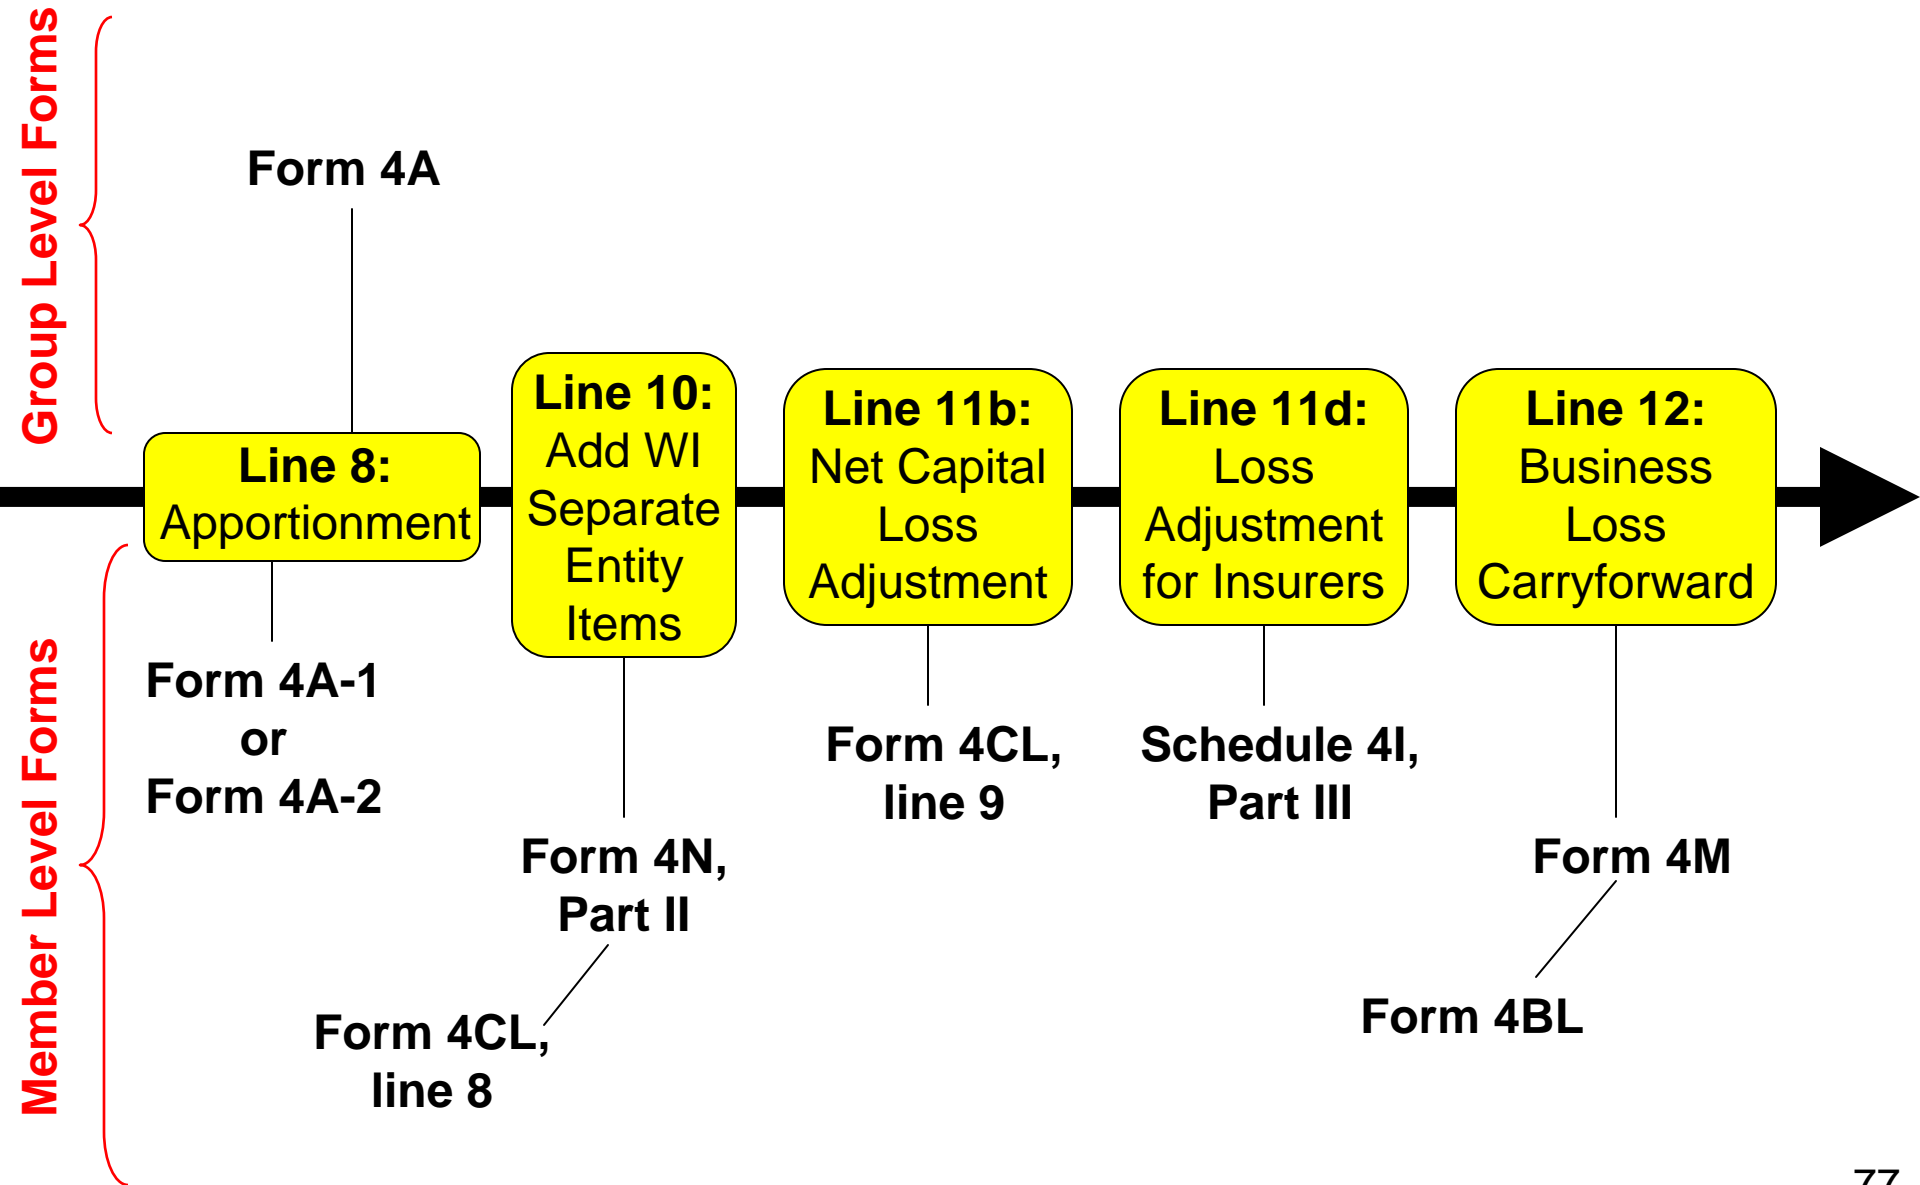 Group Level Forms
Form 4A
Line 8:
Apportionment
Line 10:
Add WI
Separate
Entity
Items
Line 11b:
Net Capital
Loss
Adjustment
Line 11d:
Loss
Adjustment
for Insurers
Line 12:
Business
Loss
Carryforward
Member Level Forms
Form 4A-1
or
Form 4A-2
Form 4N,
Part II
Form 4CL,
line 8
Form 4CL,
line 9
Schedule 4I,
Part III
Form 4M
Form 4BL
77